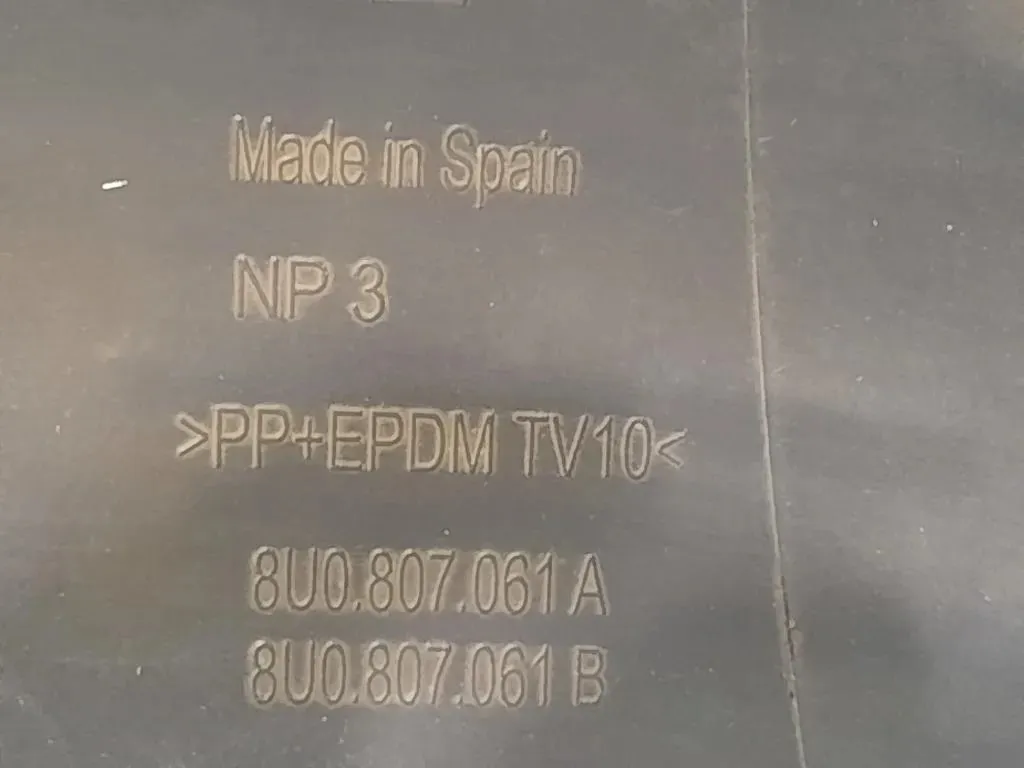 Made in Spain
NP 3
>PP+EPDM TV10<
8U0.807.061 A
8U0.807.061 B